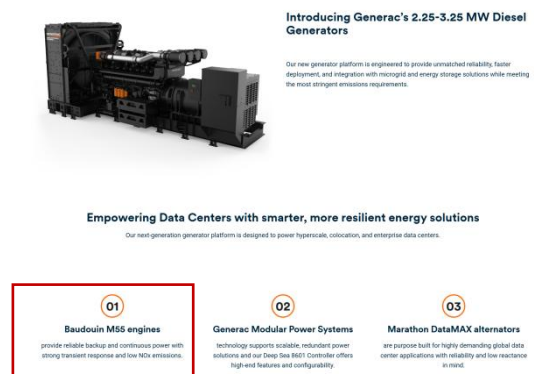 Introducing Generac's 2.25-3.25 MW Diesel
Generators
Our new generator platform is engineered to provide unmatched reliability, faster
deployment, and integration with microgrid and energy storage solutions while meeting
the most stringent emissions requirements.
Empowering Data Centers with smarter, more resilient energy solutions
Our next-generation generator platform is designed to power hyperscale, colocation, and enterprise data centers.
01
Baudouin M55 engines
provide reliable backup and continuous power with
strong transient response and low NOx emissions.
02
Generac Modular Power Systems
technology supports scalable, redundant power
solutions and our Deep Sea 8601 Controller offers
high-end features and configurability.
03
Marathon DataMAX alternators
are purpose built for highly demanding global data
center applications with reliability and low reactance
in mind.